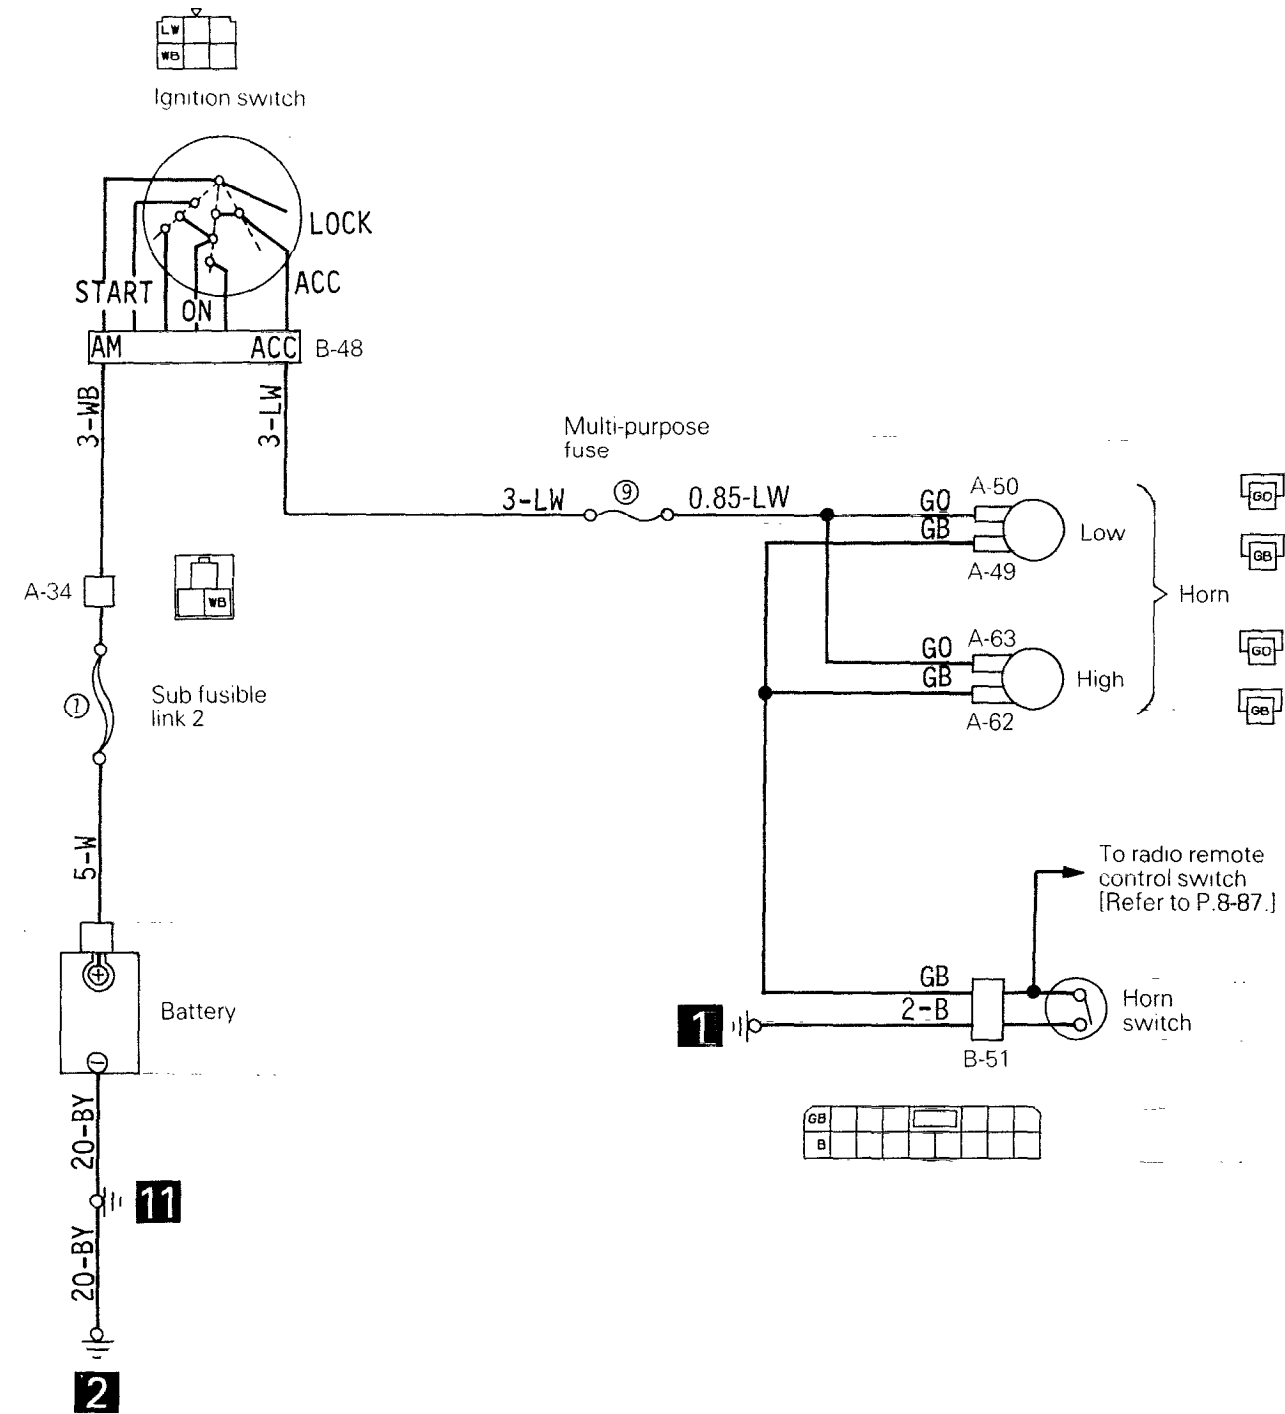 LW
WB
Ignition switch
LOCK
ACC
START
ON
AM
ACC
B-48
3-WB
3-LW
Multi-purpose
fuse
3-LW
9
0.85-LW
GO
A-50
GB
A-49
Low
GO
GB
Horn
A-34
WB
GO
A-63
GB
A-62
High
GO
GB
1
Sub fusible
link 2
5-W
To radio remote
control switch
[Refer to P.8-87.]
+
Battery
−
GB
2-B
1
B-51
Horn
switch
GB
B
20-BY
11
20-BY
2